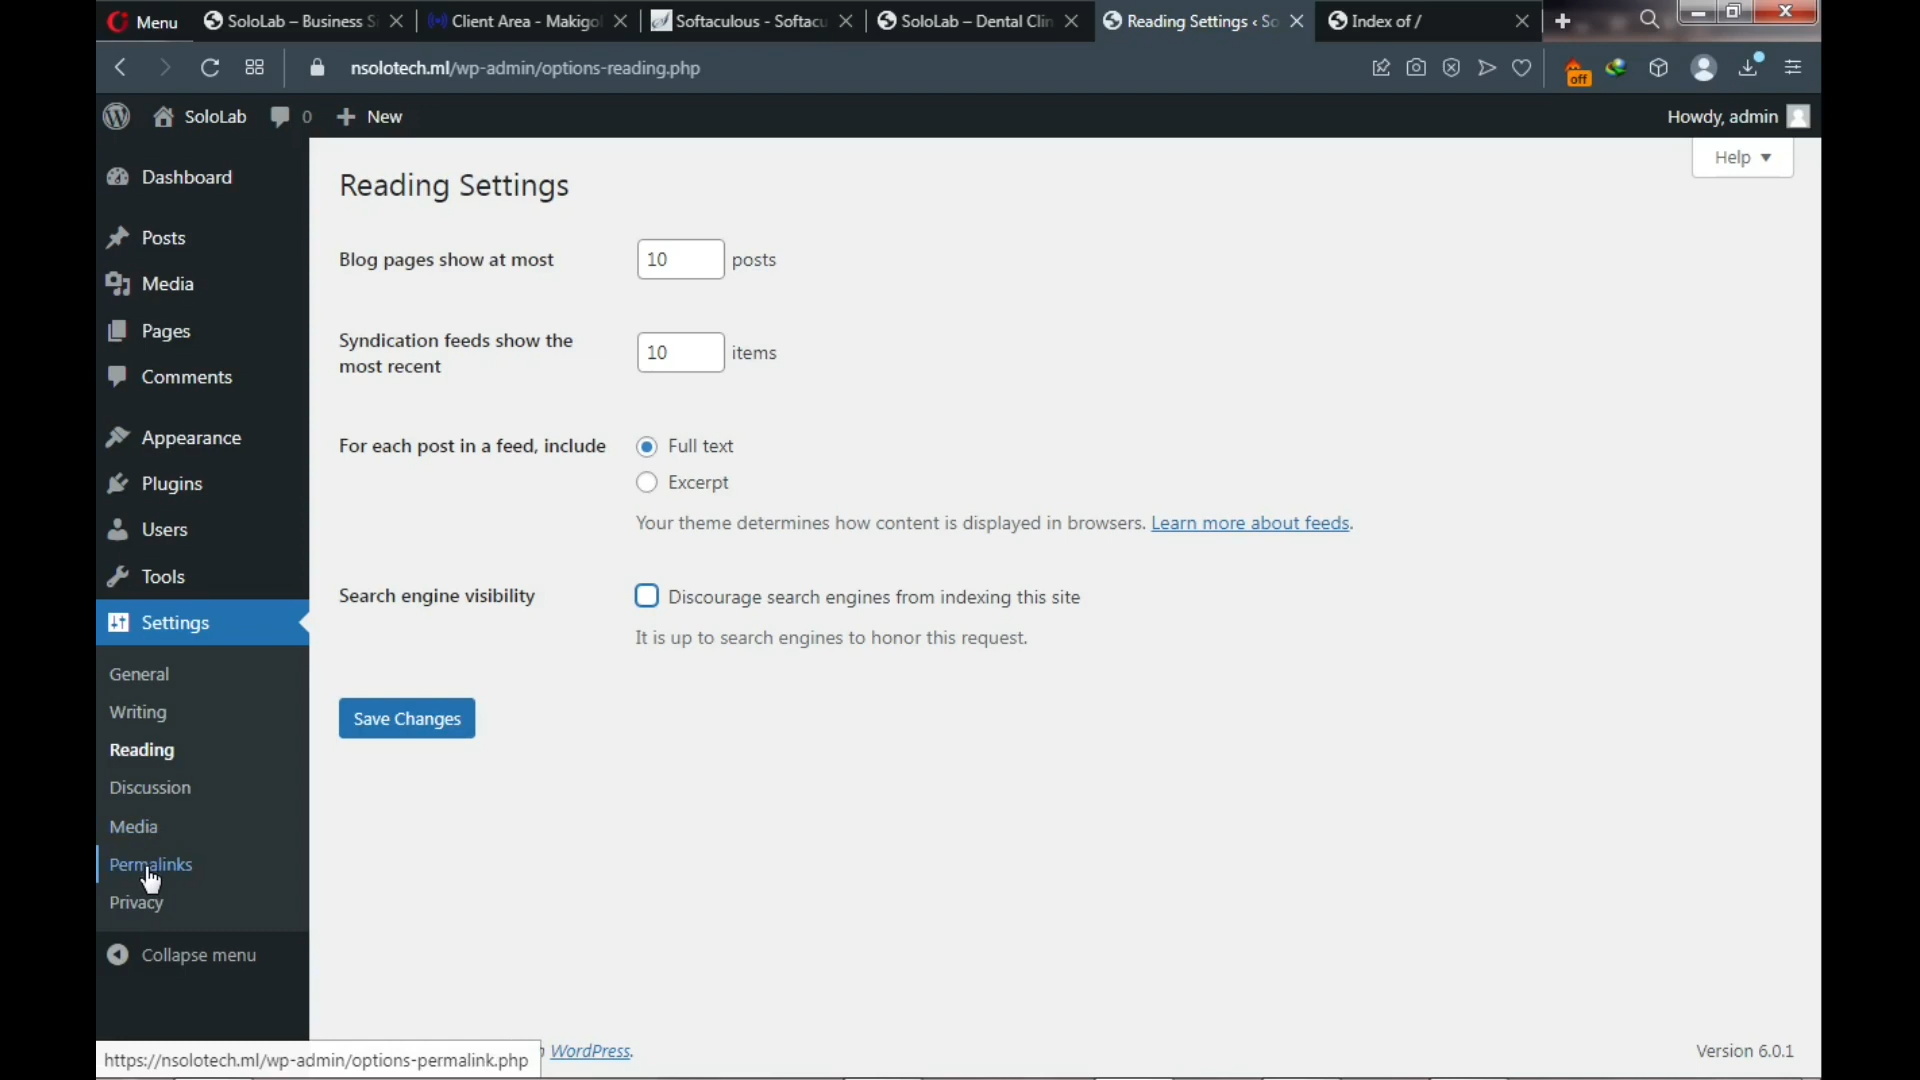 Menu
SoloLab – Business S
Client Area - Makigol
Softaculous - Softacu
SoloLab – Dental Clin
Reading Settings ‹ So
Index of /
nsolotech.ml/wp-admin/options-reading.php
off
SoloLab
0
New
Howdy, admin
Help
Dashboard
Posts
Media
Pages
Comments
Appearance
Plugins
Users
Tools
Settings
General
Writing
Reading
Discussion
Media
Permalinks
Privacy
Collapse menu
Reading Settings
Blog pages show at most
10
posts
Syndication feeds show the
most recent
10
items
For each post in a feed, include
Full text
Excerpt
Your theme determines how content is displayed in browsers. Learn more about feeds.
Search engine visibility
Discourage search engines from indexing this site
It is up to search engines to honor this request.
Save Changes
https://nsolotech.ml/wp-admin/options-permalink.php
WordPress.
Version 6.0.1